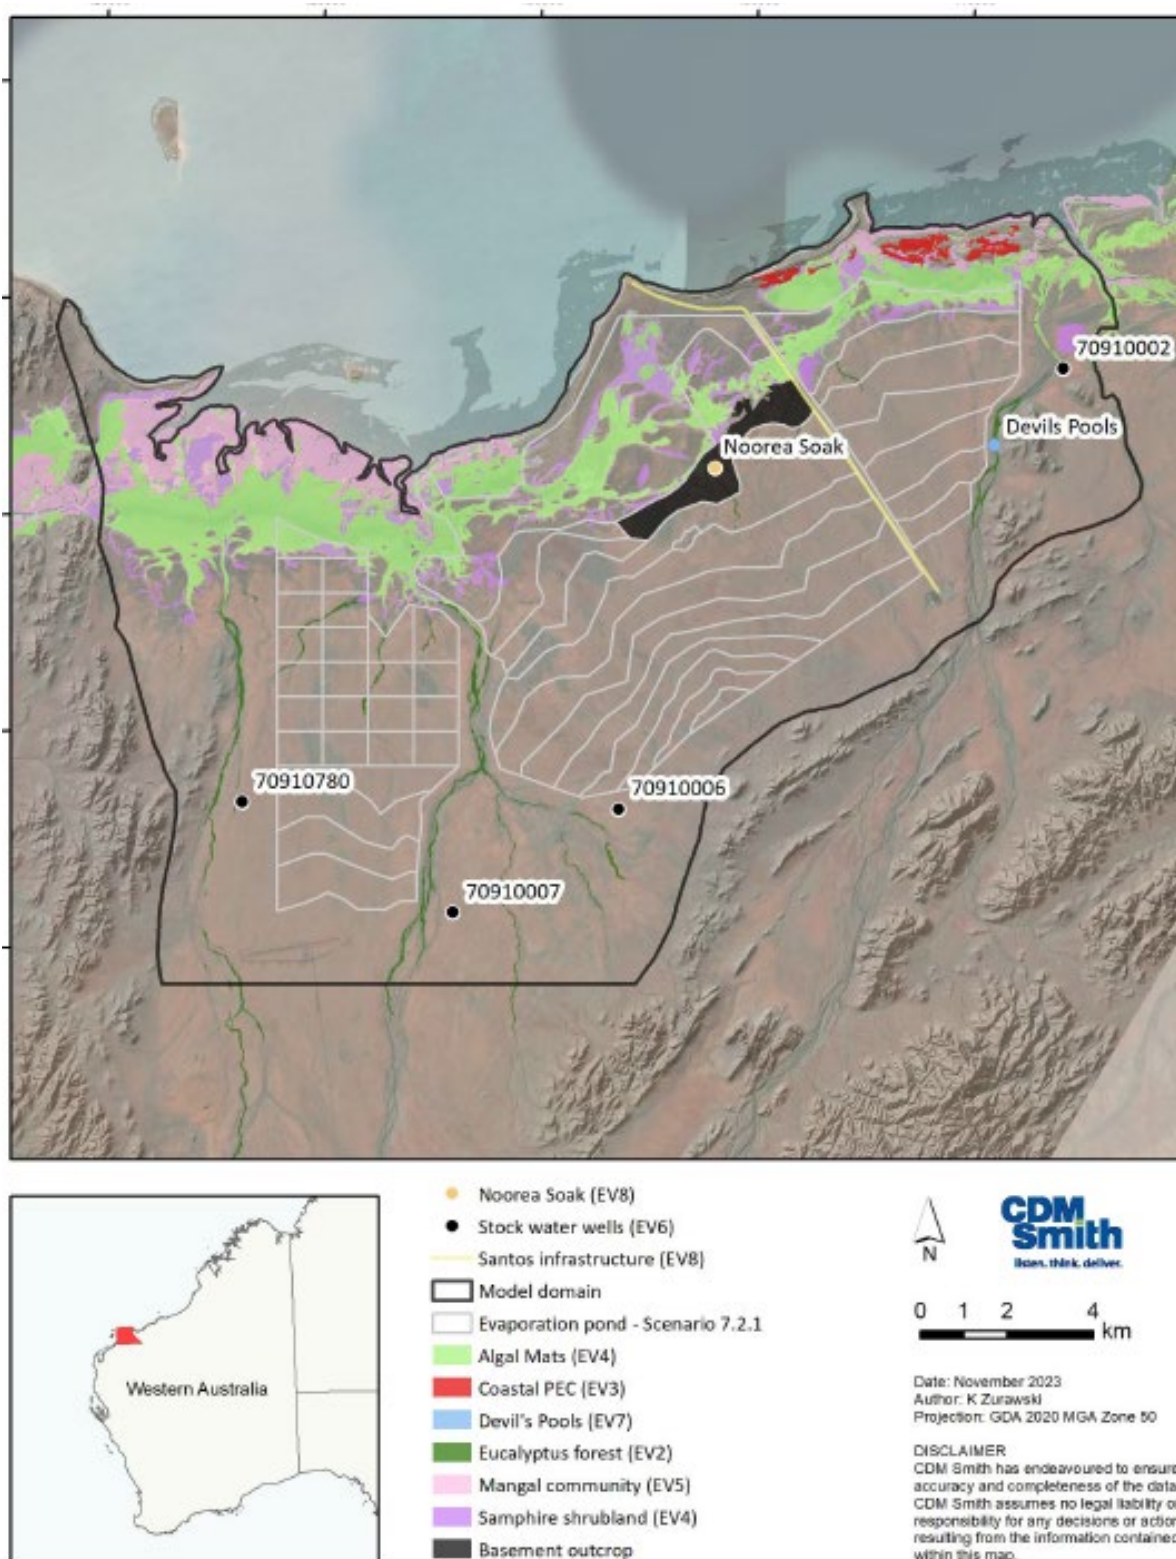 70910002
Devils Pools
Noorea Soak
70910780
70910006
70910007
Noorea Soak (EV8)
Stock water wells (EV6)
Santos infrastructure (EV8)
Model domain
Evaporation pond - Scenario 7.2.1
Algal Mats (EV4)
Coastal PEC (EV3)
Devil's Pools (EV7)
Eucalyptus forest (EV2)
Mangal community (EV5)
Samphire shrubland (EV4)
Basement outcrop
Western Australia
N
CDM
Smith
listen. think. deliver.
0 1 2 4
km
Date: November 2023
Author: K Zurawski
Projection: GDA 2020 MGA Zone 50
DISCLAIMER
CDM Smith has endeavoured to ensure
accuracy and completeness of the data.
CDM Smith assumes no legal liability or
responsibility for any decisions or action
resulting from the information contained
within this map.